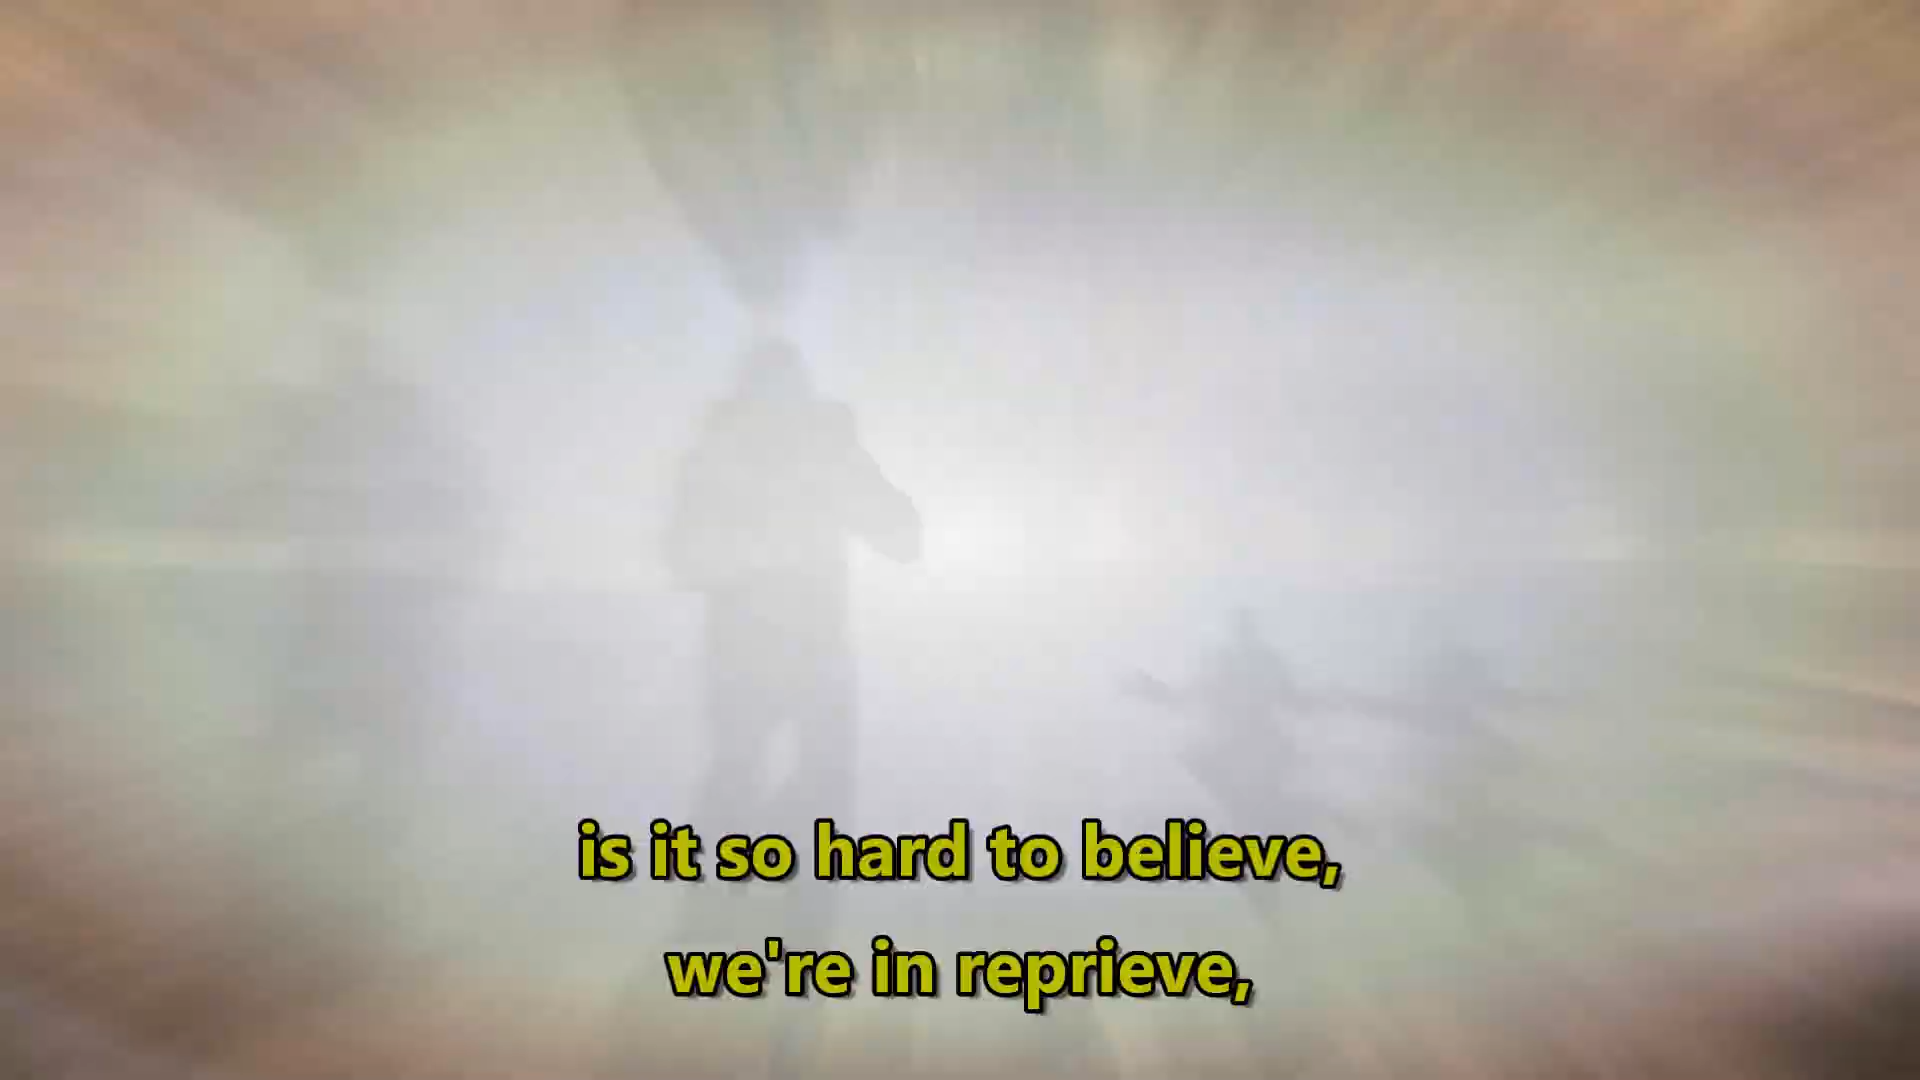 is it so hard to believe,
we're in reprieve,